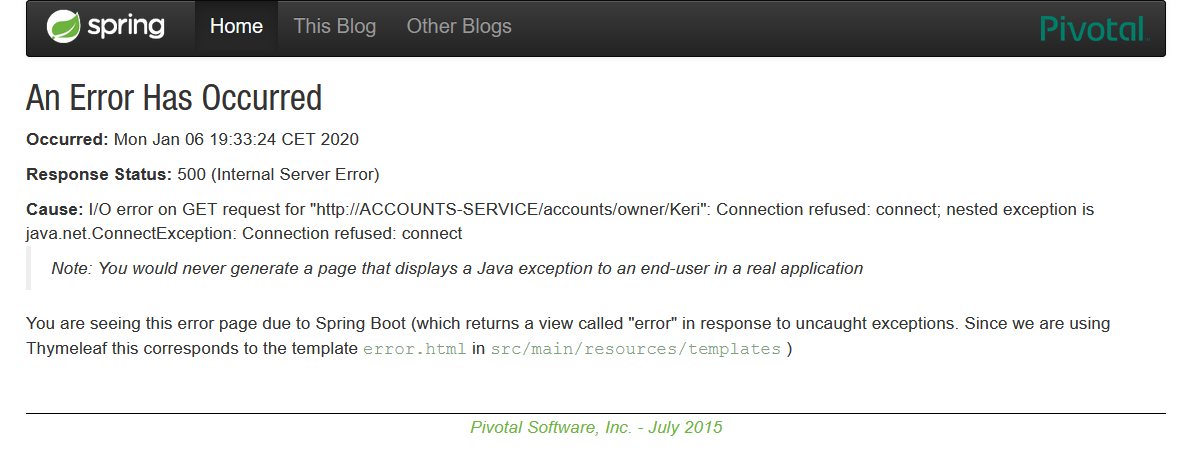 spring Home This Blog Other Blogs Pivotal
An Error Has Occurred
Occurred: Mon Jan 06 19:33:24 CET 2020
Response Status: 500 (Internal Server Error)
Cause: I/O error on GET request for "http://ACCOUNTS-SERVICE/accounts/owner/Keri": Connection refused: connect; nested exception is
java.net.ConnectException: Connection refused: connect
Note: You would never generate a page that displays a Java exception to an end-user in a real application
You are seeing this error page due to Spring Boot (which returns a view called "error" in response to uncaught exceptions. Since we are using
Thymeleaf this corresponds to the template error.html in src/main/resources/templates )
Pivotal Software, Inc. - July 2015